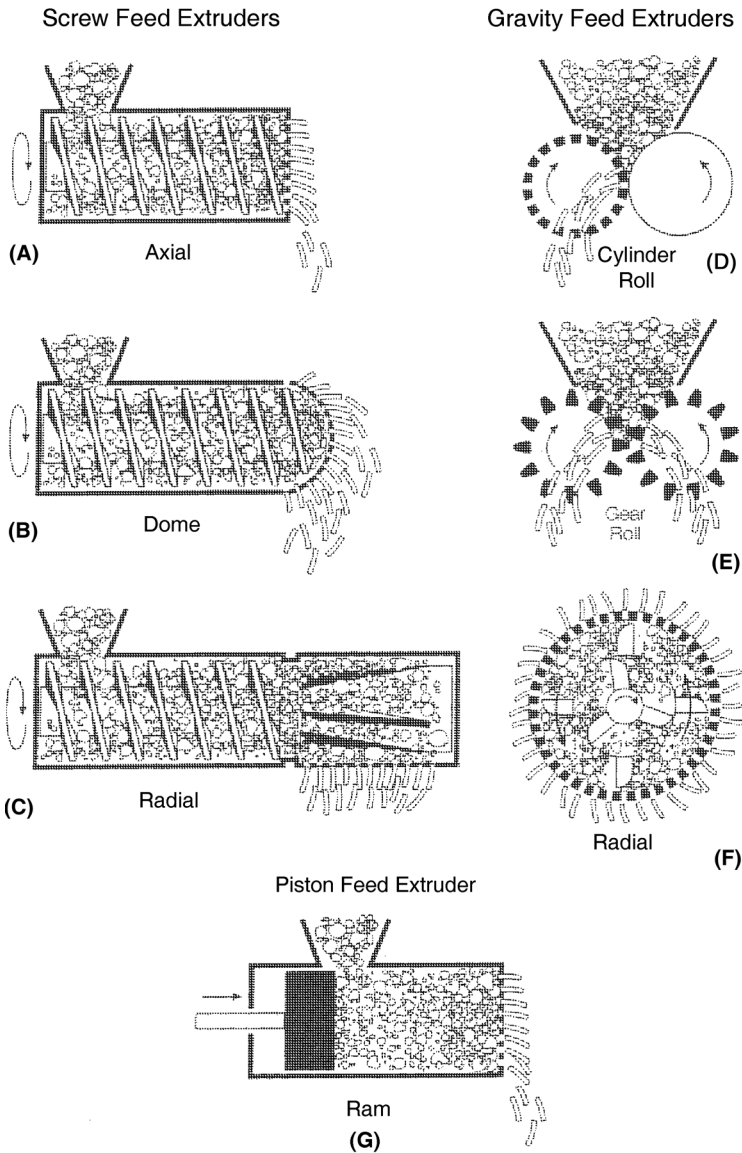 Screw Feed Extruders
Gravity Feed Extruders
(A)
Axial
Cylinder
Roll
(D)
(B)
Dome
Gear
Roll
(E)
(C)
Radial
Radial
(F)
Piston Feed Extruder
Ram
(G)